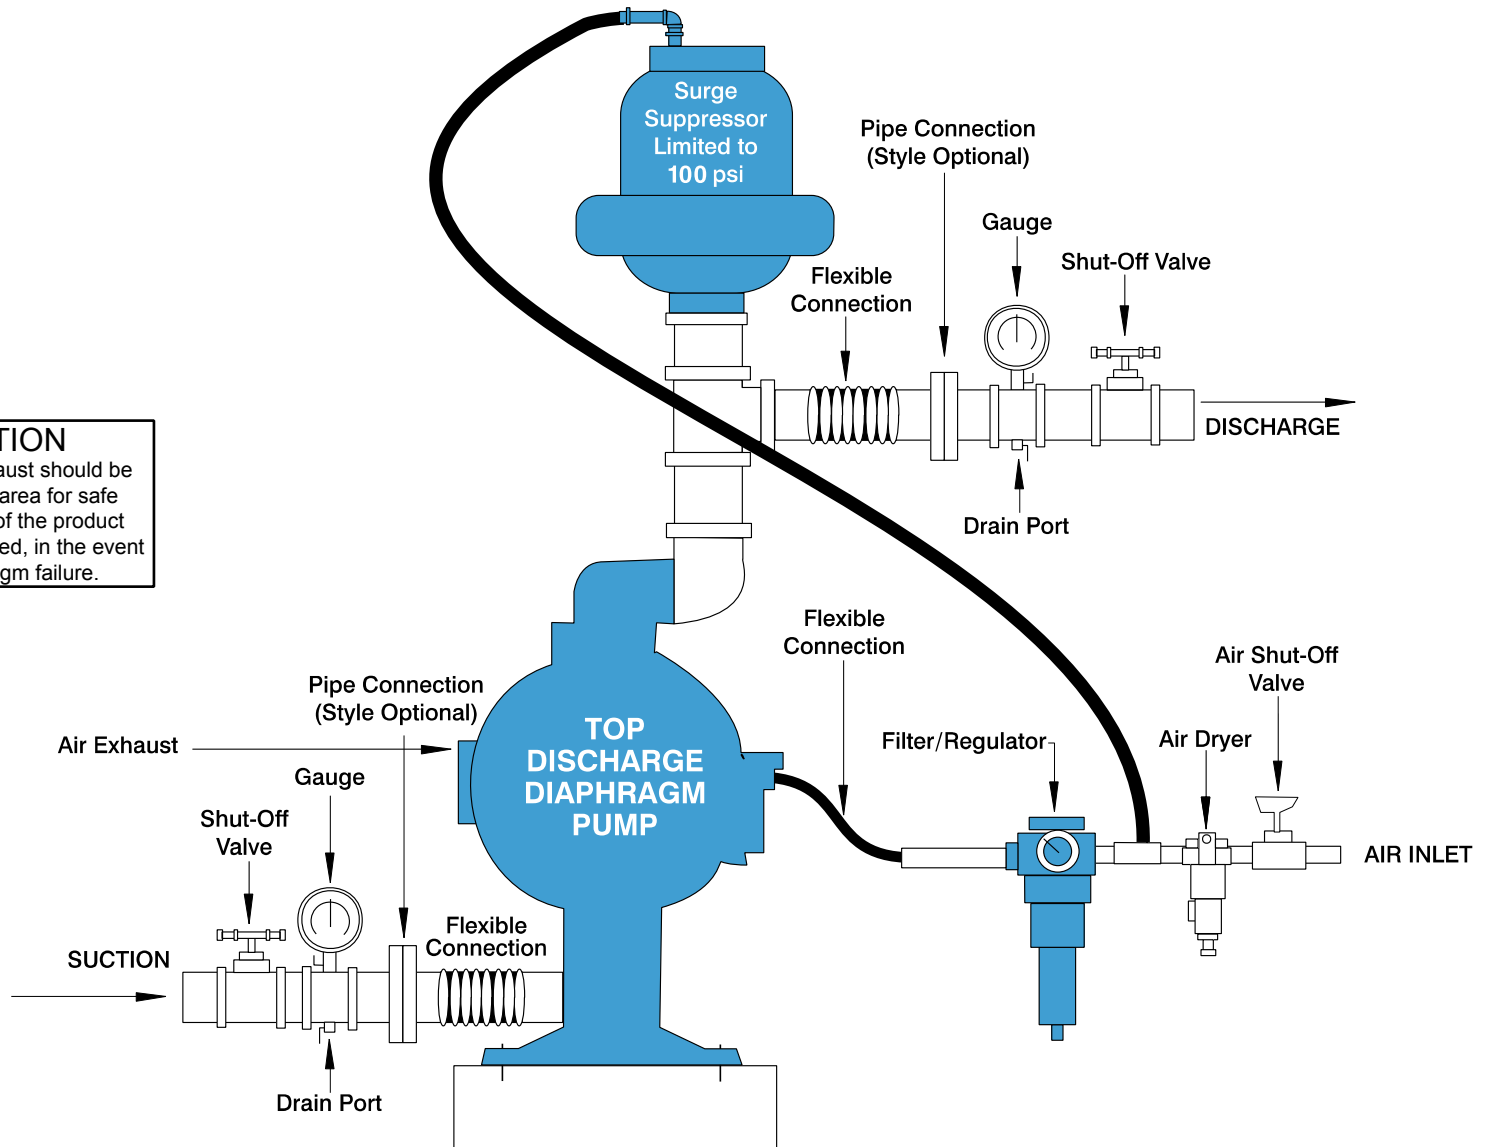 Surge
Suppressor
Limited to
100 psi
Pipe Connection
(Style Optional)
Gauge
Shut-Off Valve
Flexible
Connection
DISCHARGE
Drain Port
TION
aust should be
area for safe
of the product
ed, in the event
gm failure.
Flexible
Connection
Air Shut-Off
Valve
Pipe Connection
(Style Optional)
Air Exhaust
TOP
DISCHARGE
DIAPHRAGM
PUMP
Filter/Regulator
Air Dryer
Gauge
Shut-Off
Valve
AIR INLET
Flexible
Connection
SUCTION
Drain Port